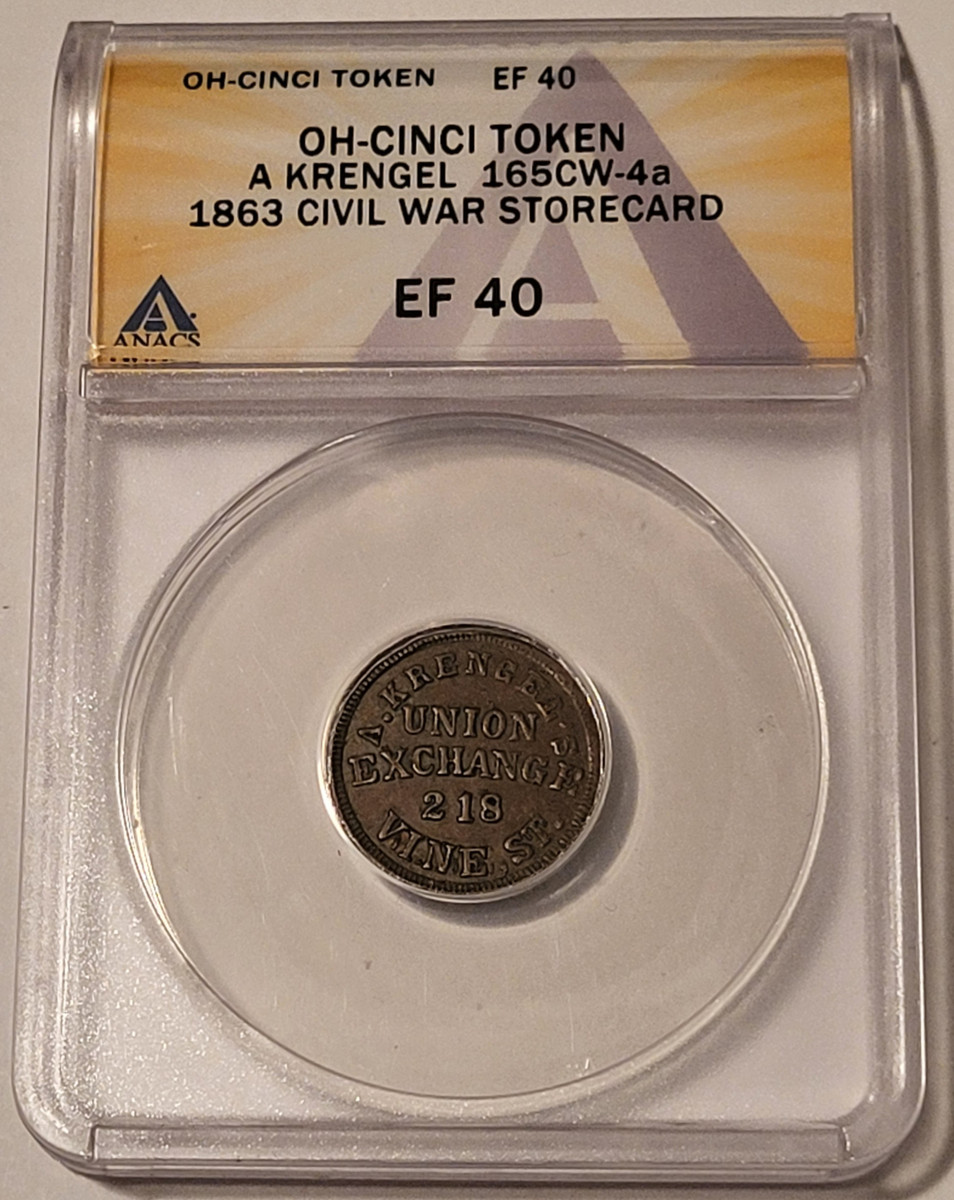 OH-CINCI TOKEN EF 40
OH-CINCI TOKEN
A KRENGEL 165CW-4a
1863 CIVIL WAR STORECARD
EF 40
ANACS
A. KRENGEL'S
UNION
EXCHANGE
218
VINE, ST.